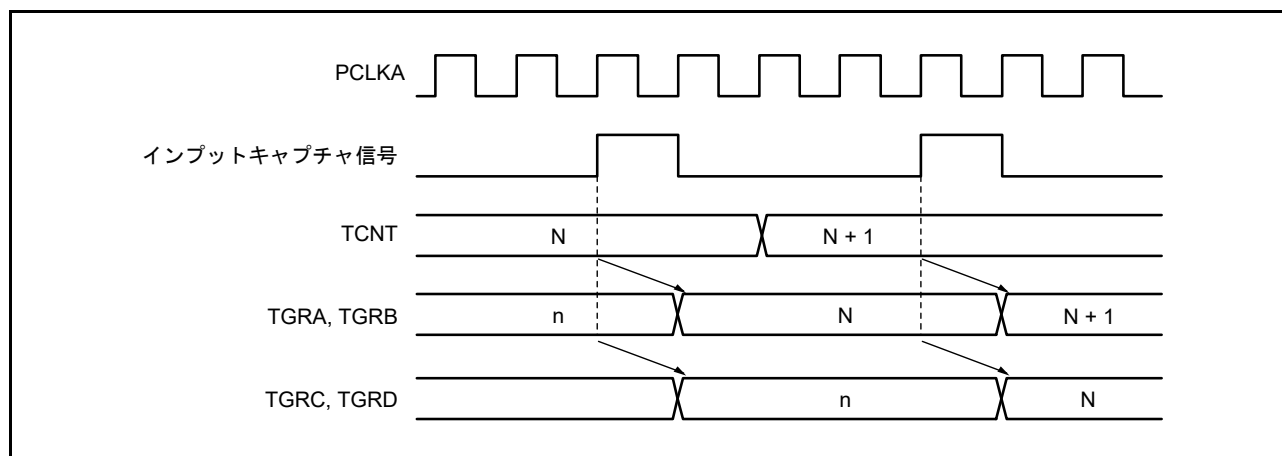 PCLKA
インプットキャプチャ信号
TCNT N N + 1
TGRA, TGRB n N N + 1
TGRC, TGRD n N